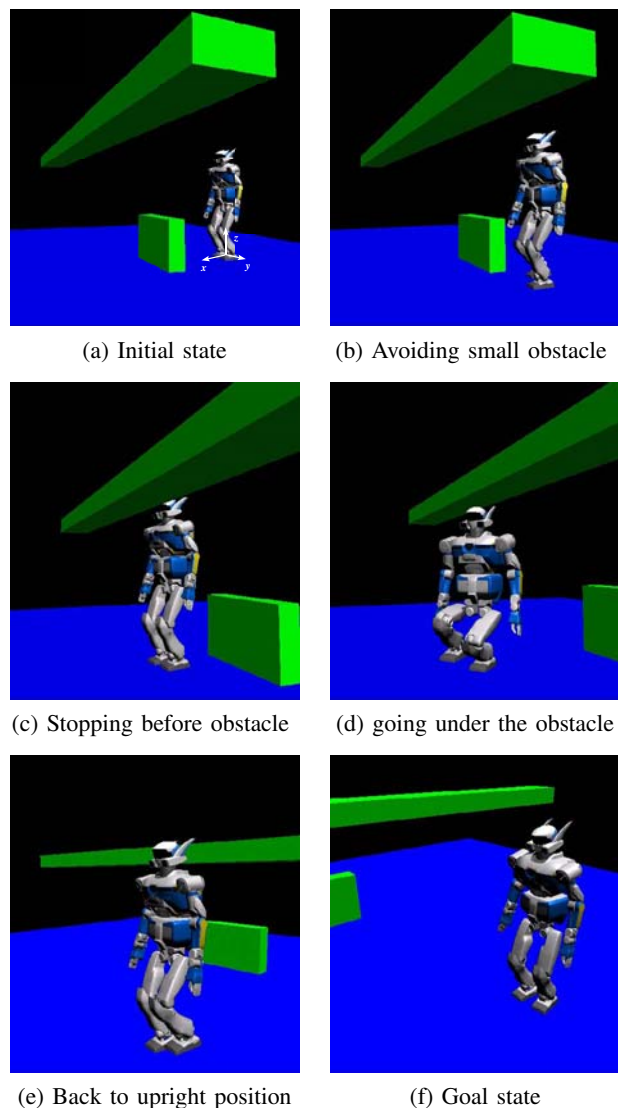 z
x
y
(a) Initial state
(b) Avoiding small obstacle
(c) Stopping before obstacle
(d) going under the obstacle
(e) Back to upright position
(f) Goal state